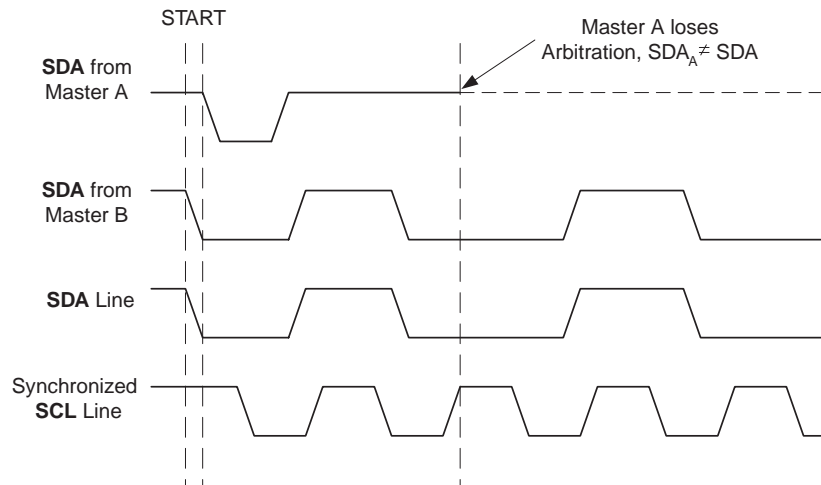 START
Master A loses
Arbitration, SDA_A ≠ SDA
SDA from
Master A
SDA from
Master B
SDA Line
Synchronized
SCL Line